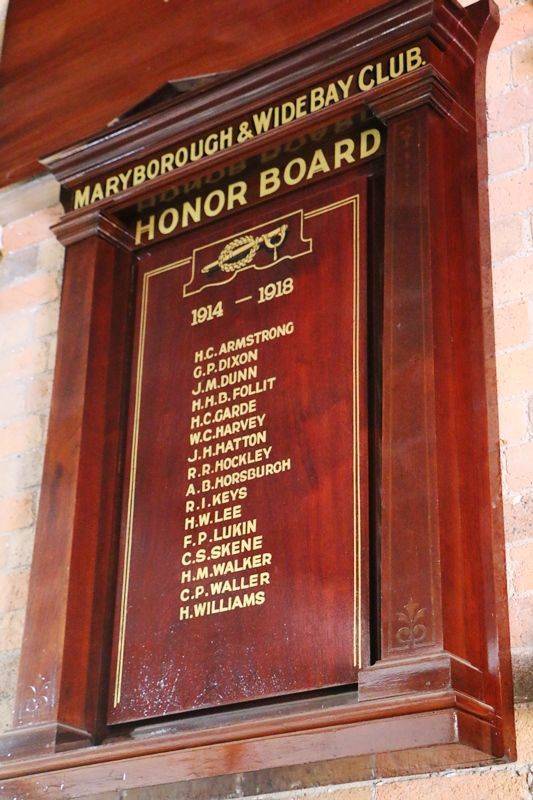 MARYBOROUGH & WIDE BAY CLUB.
HONOR BOARD
1914 – 1918
H.C. ARMSTRONG
G.P. DIXON
J.M. DUNN
H.H.B. FOLLIT
H.C. GARDE
W.C. HARVEY
J.H. HATTON
R.R. HOCKLEY
A.B. HORSBURGH
R.I. KEYS
H.W. LEE
F.P. LUKIN
C.S. SKENE
H.M. WALKER
C.P. WALLER
H. WILLIAMS